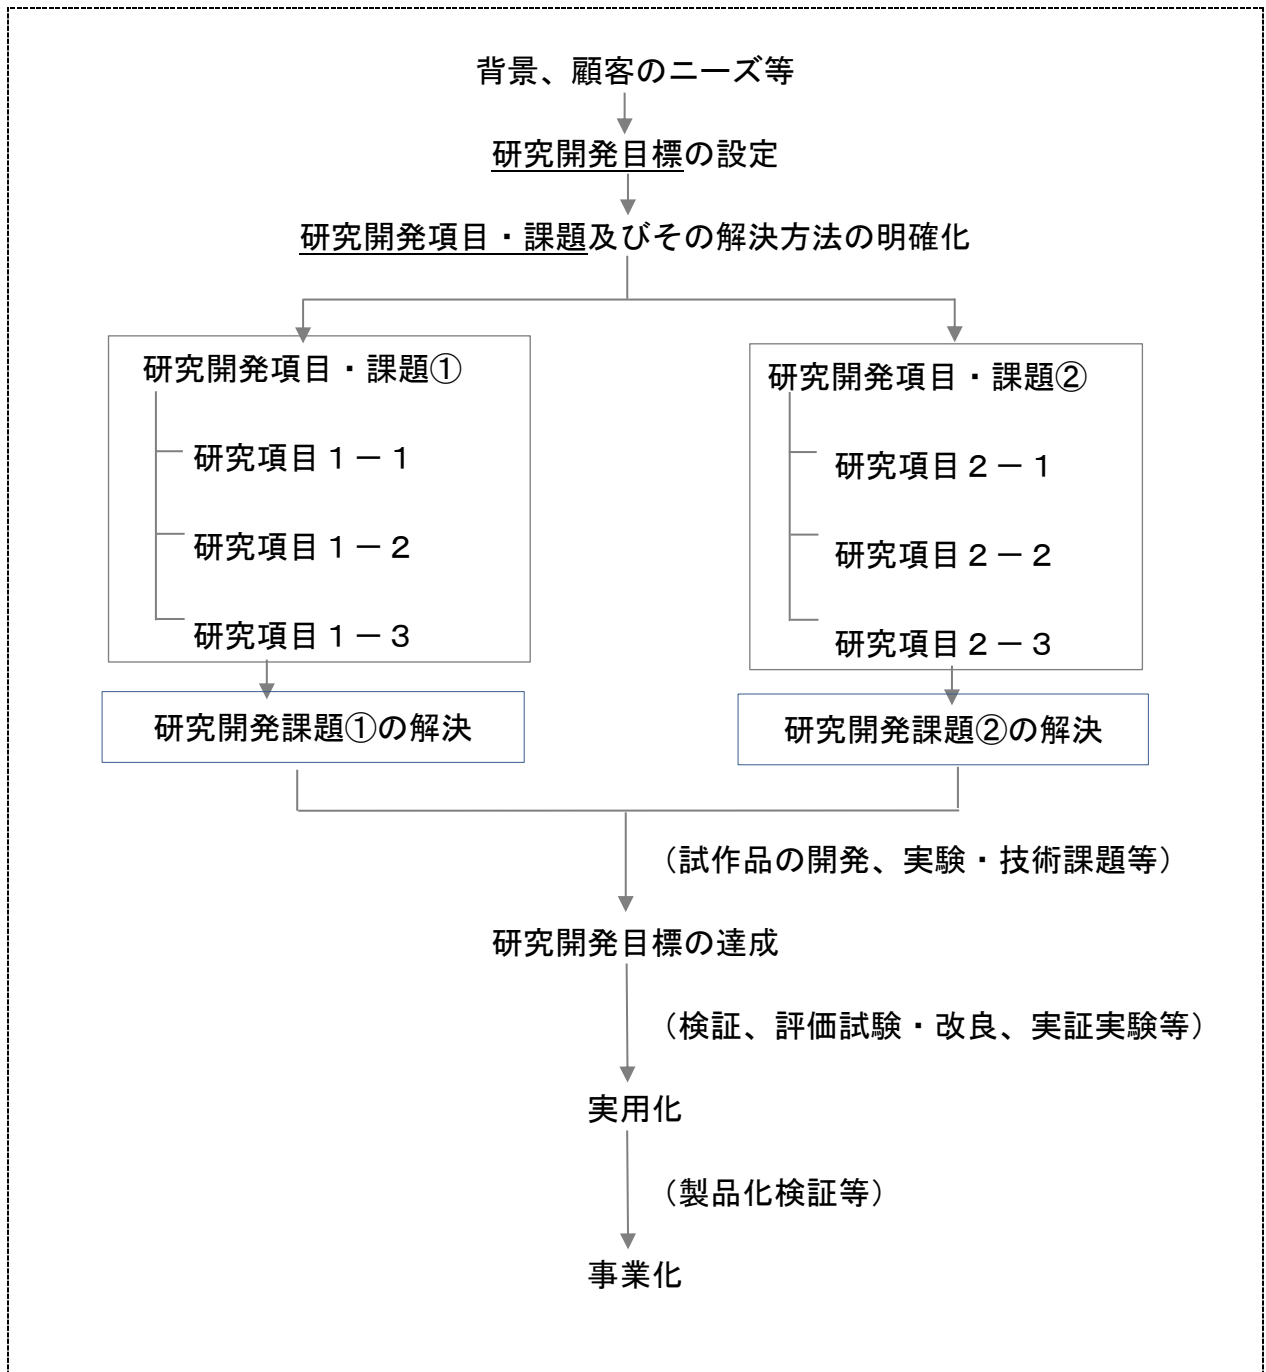 背景、顧客のニーズ等
研究開発目標の設定
研究開発項目・課題及びその解決方法の明確化
研究開発項目・課題①
研究項目１－１
研究項目１－２
研究項目１－３
研究開発課題①の解決
研究開発項目・課題②
研究項目２－１
研究項目２－２
研究項目２－３
研究開発課題②の解決
（試作品の開発、実験・技術課題等）
研究開発目標の達成
（検証、評価試験・改良、実証実験等）
実用化
（製品化検証等）
事業化